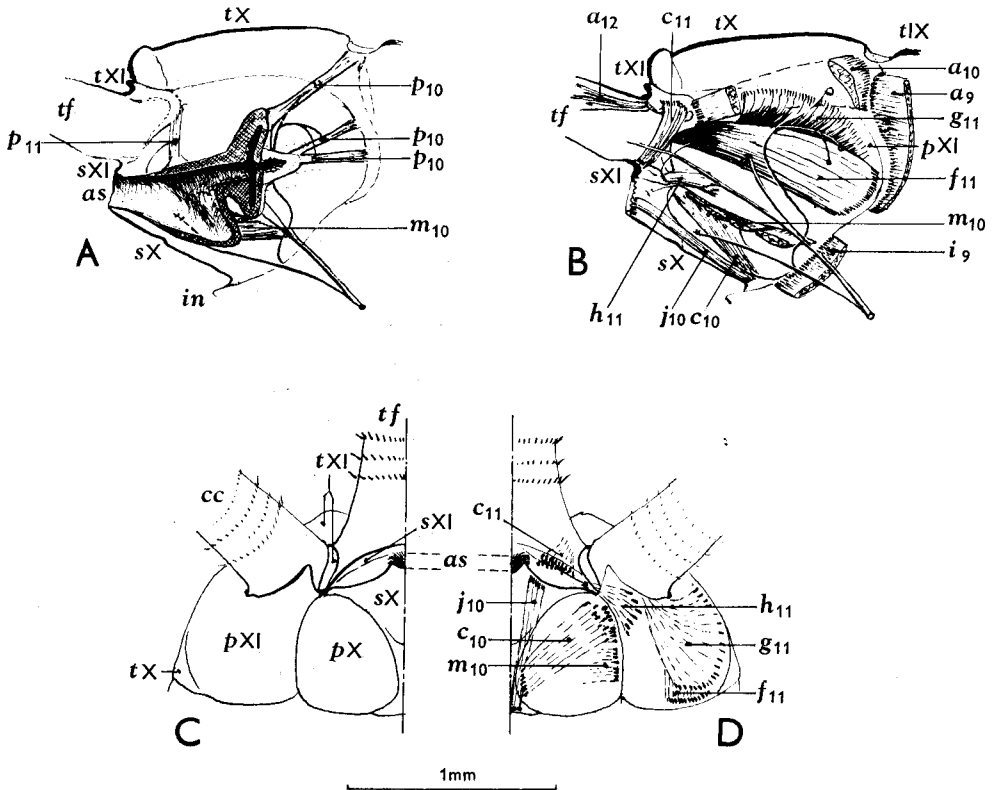 tX
tXI
tf
p11
sXI
as
p10
p10
p10
m10
A
sX
in
a12
c11
tX
tIX
tXI
a10
a9
tf
g11
pXI
sXI
f11
m10
B
sX
i9
h11
j10
c10
tf
tXI
cc
sXI
c11
as
sX
j10
h11
c10
pXI
pX
g11
m10
tX
f11
C
D
1mm